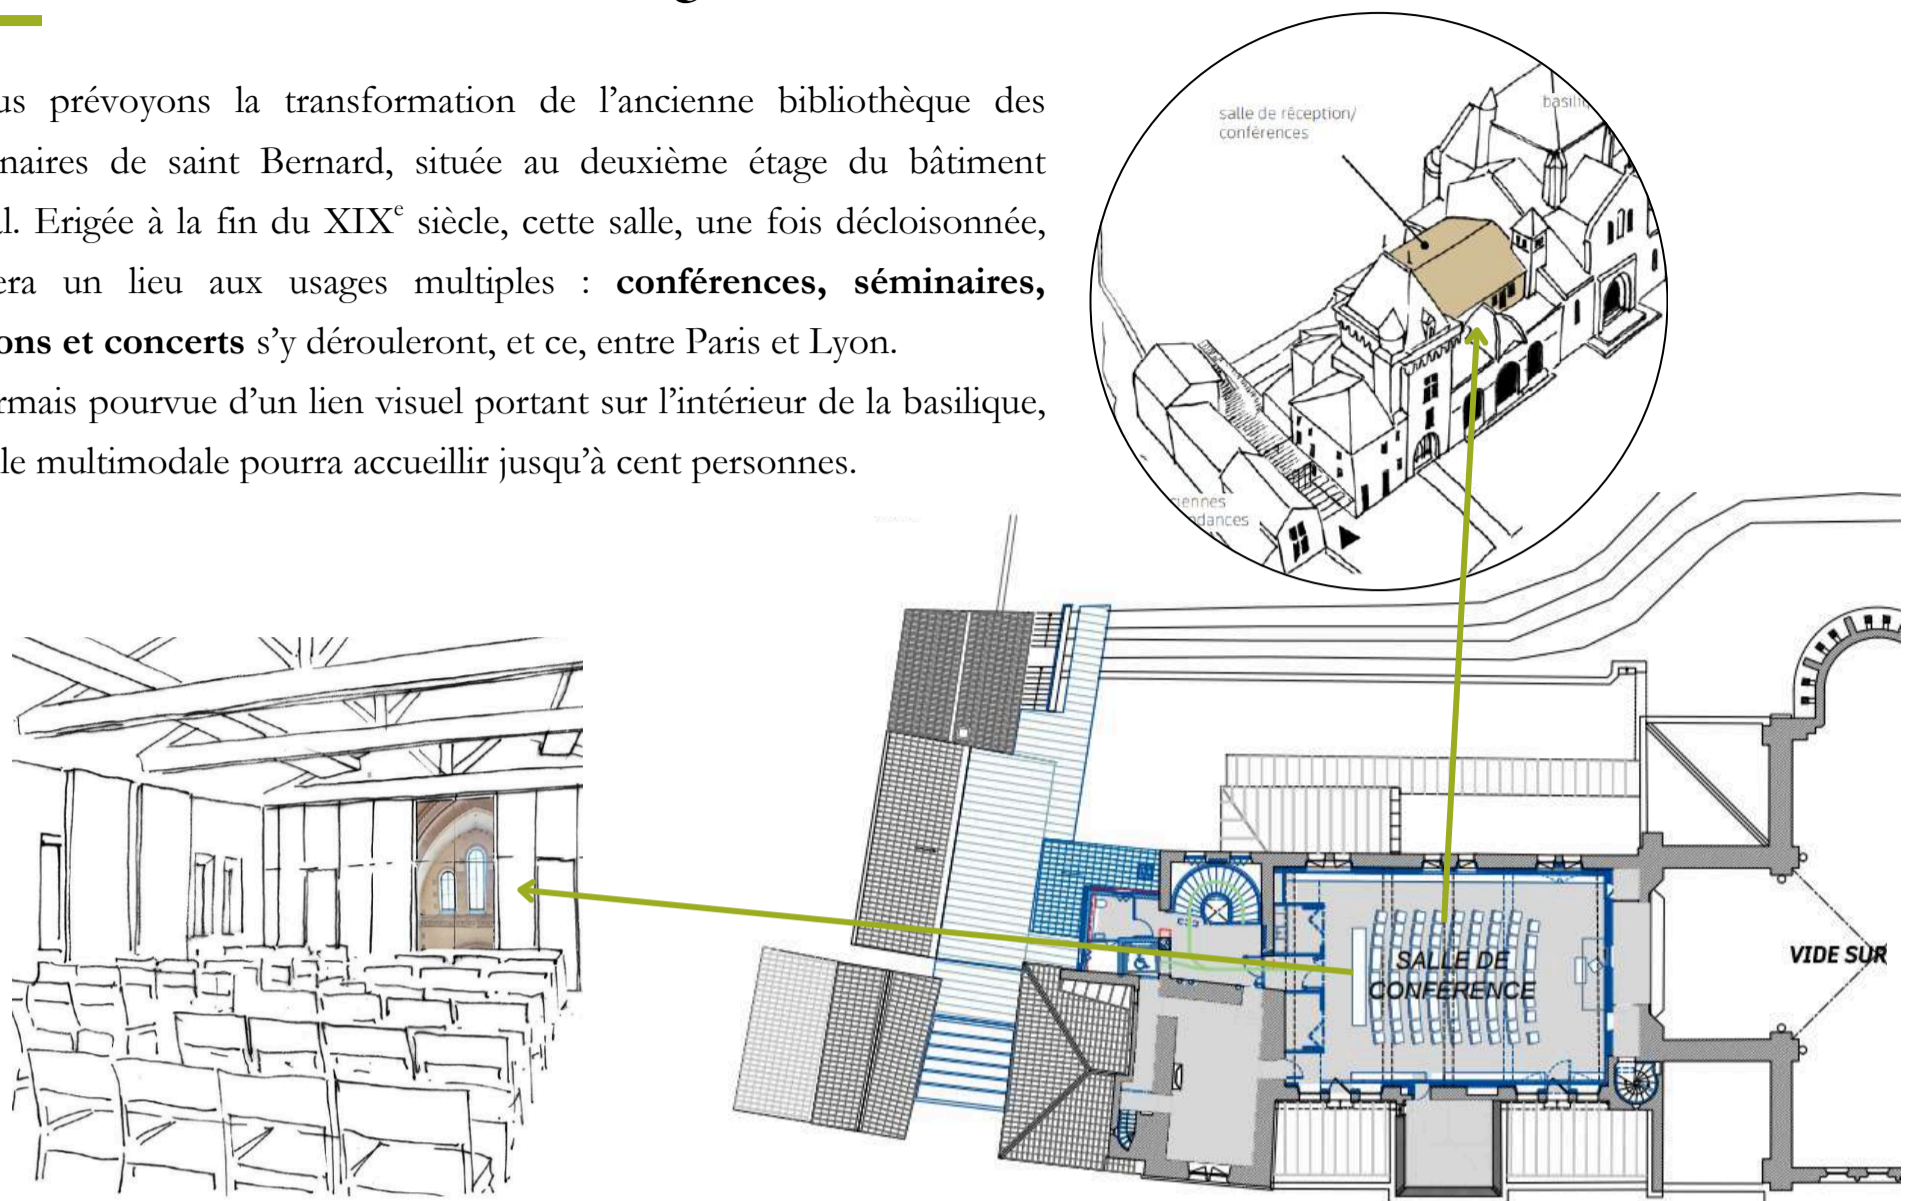 us prévoyons la transformation de l’ancienne bibliothèque des
naires de saint Bernard, située au deuxième étage du bâtiment
l. Erigée à la fin du XIXe siècle, cette salle, une fois décloisonnée,
era un lieu aux usages multiples : conférences, séminaires,
ons et concerts s’y dérouleront, et ce, entre Paris et Lyon.
rmais pourvue d’un lien visuel portant sur l’intérieur de la basilique,
le multimodale pourra accueillir jusqu’à cent personnes.
salle de réception/
conférences
basiliq
iennes
dances
SALLE DE
CONFERENCE
VIDE SUR